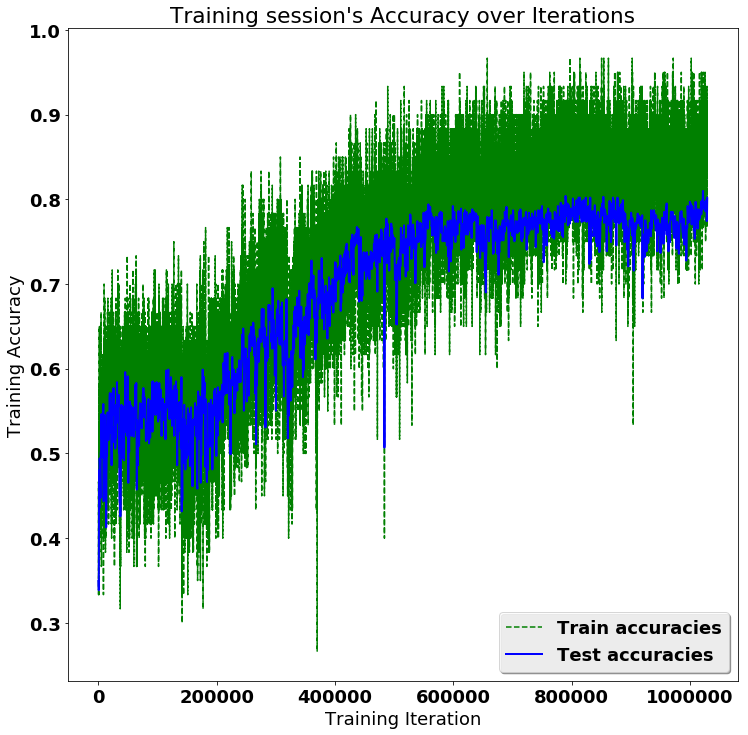 Training session's Accuracy over Iterations
1.0
0.9
0.8
0.7
0.6
0.5
0.4
0.3
Training Accuracy
Train accuracies
Test accuracies
0 200000 400000 600000 800000 1000000
Training Iteration